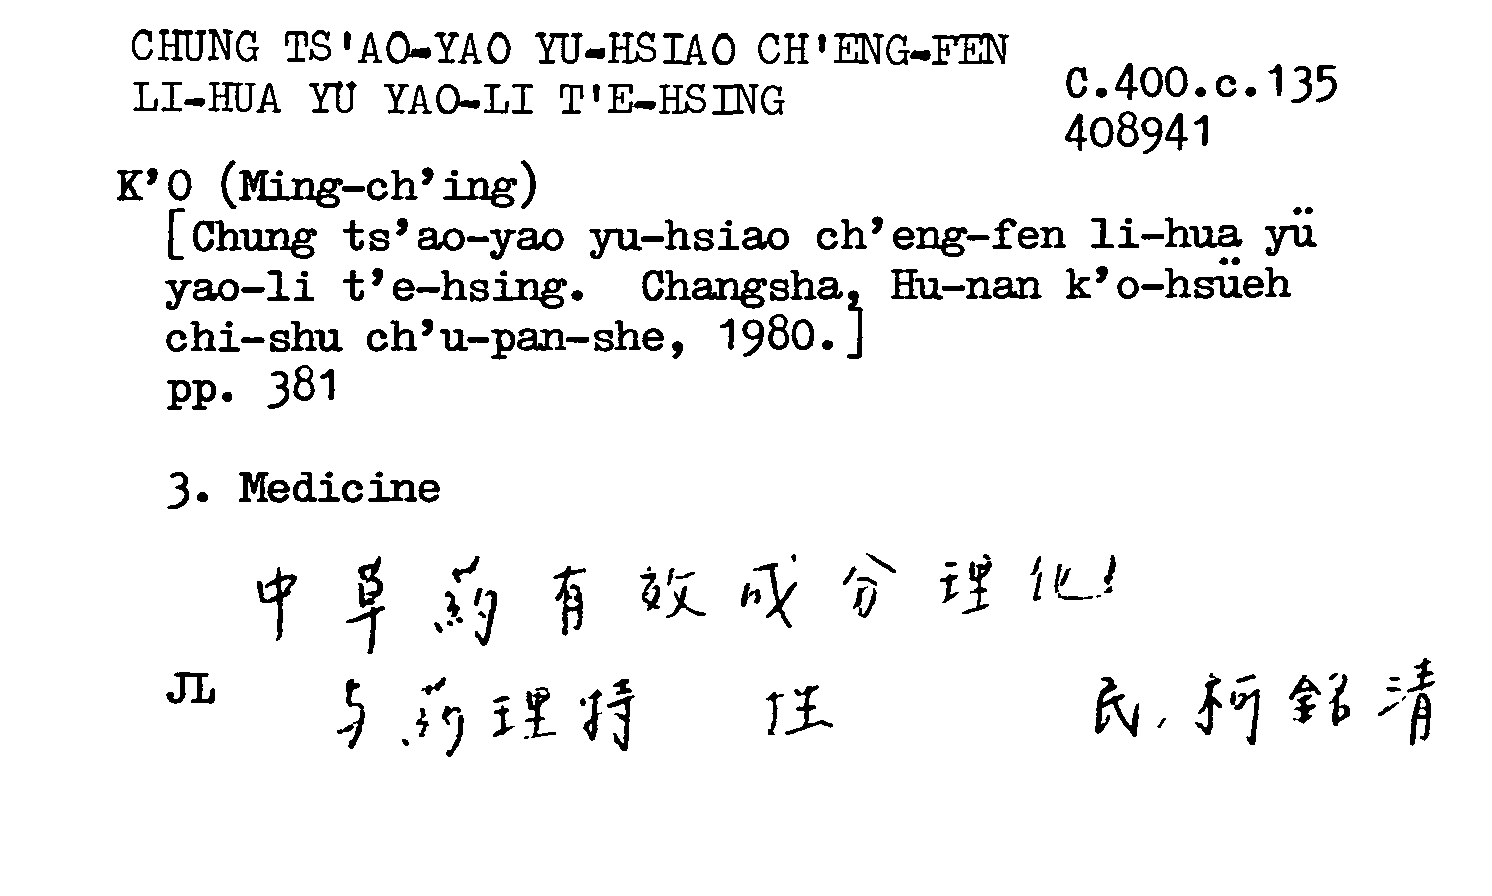 CHUNG TS'AO-YAO YU-HSIAO CH'ENG-FEN
LI-HUA YÜ YAO-LI T'E-HSING
C.400.c.135
408941
K'O (Ming-ch'ing)
[Chung ts'ao-yao yu-hsiao ch'eng-fen li-hua yü
yao-li t'e-hsing. Changsha, Hu-nan k'o-hsüeh
chi-shu ch'u-pan-she, 1980.]
pp. 381
3. Medicine
中草药有效成分理化
JL 与药理特性 民, 柯銘清